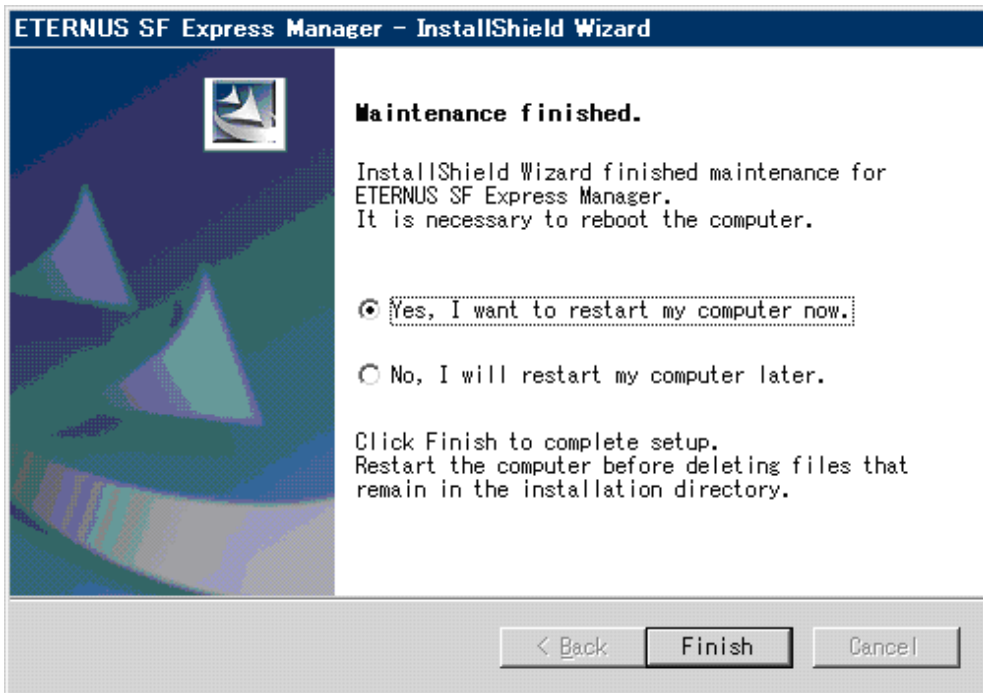 ETERNUS SF Express Manager - InstallShield Wizard
Maintenance finished.
InstallShield Wizard finished maintenance for
ETERNUS SF Express Manager.
It is necessary to reboot the computer.
Yes, I want to restart my computer now.
No, I will restart my computer later.
Click Finish to complete setup.
Restart the computer before deleting files that
remain in the installation directory.
< Back Finish Cancel